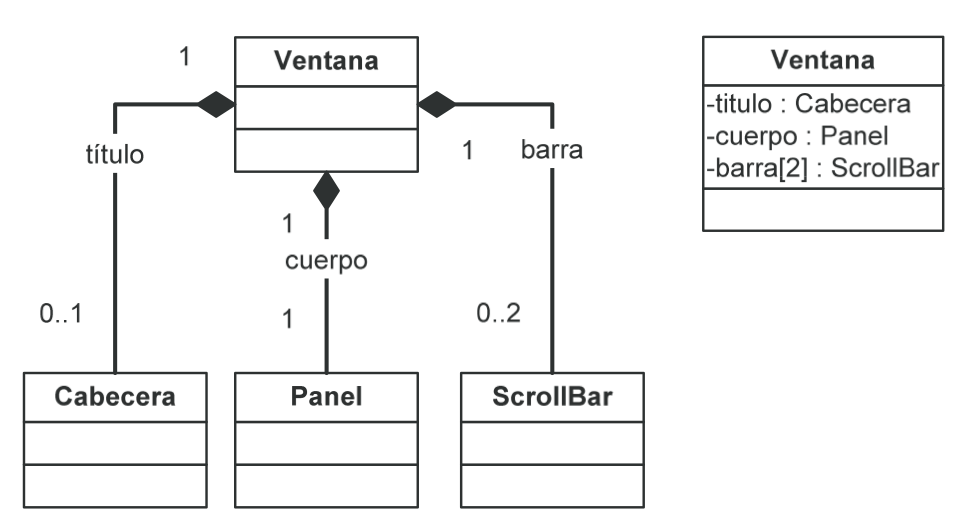 1
Ventana
título
1
barra
1
cuerpo
0..1
1
0..2
Cabecera
Panel
ScrollBar
Ventana
-titulo : Cabecera
-cuerpo : Panel
-barra[2] : ScrollBar